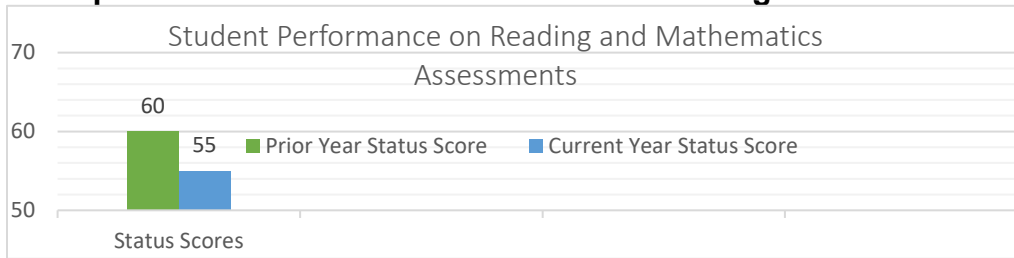 Student Performance on Reading and Mathematics
Assessments
70
60
60
55
Prior Year Status Score
Current Year Status Score
50
Status Scores